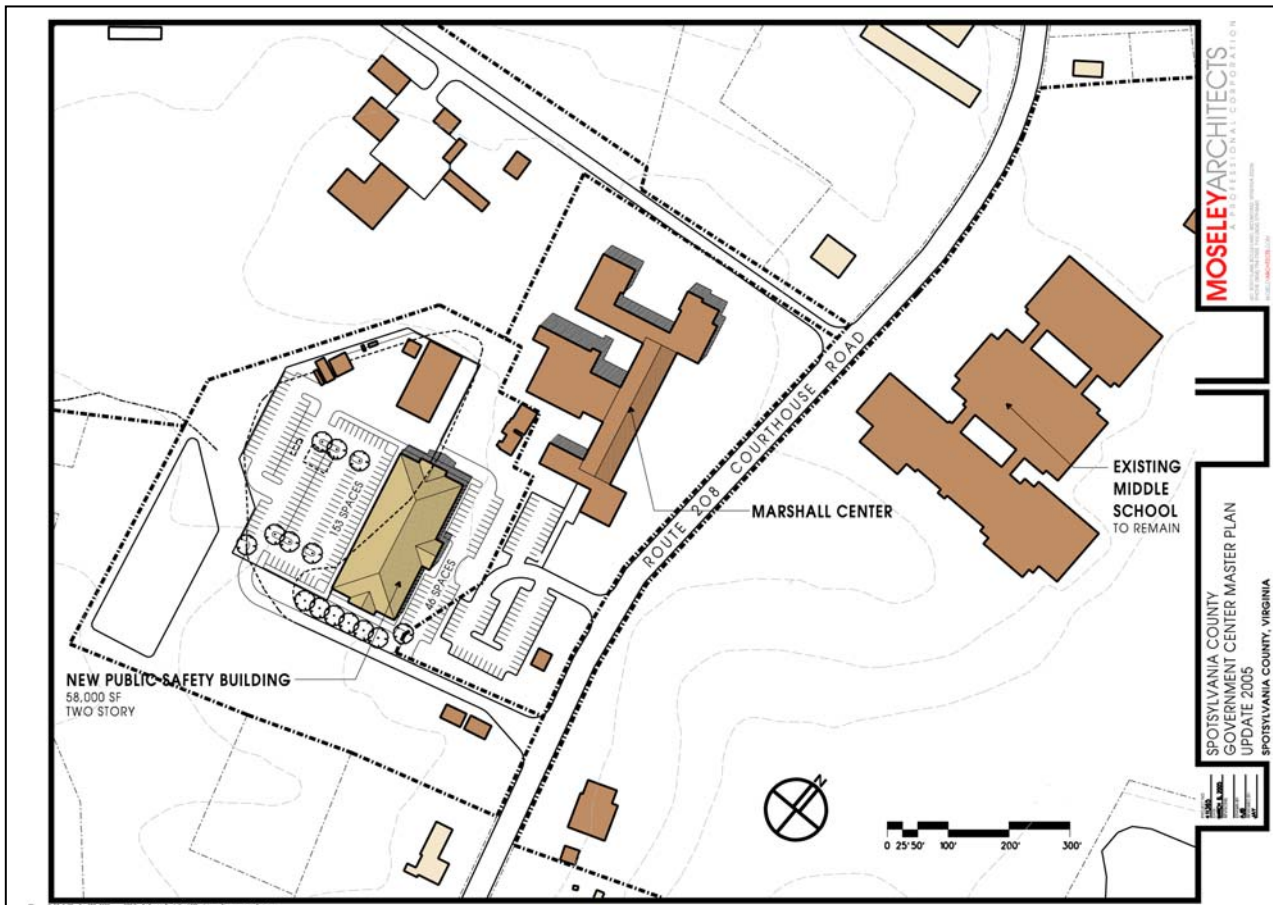 MOSELEYARCHITECTS
A PROFESSIONAL CORPORATION
ROUTE 208 COURTHOUSE ROAD
MARSHALL CENTER
EXISTING
MIDDLE
SCHOOL
TO REMAIN
153 SPACES
46 SPACES
NEW PUBLIC SAFETY BUILDING
58,000 SF
TWO STORY
N
0 25' 50' 100' 200' 300'
SPOTSYLVANIA COUNTY
GOVERNMENT CENTER MASTER PLAN
UPDATE 2005
SPOTSYLVANIA COUNTY, VIRGINIA